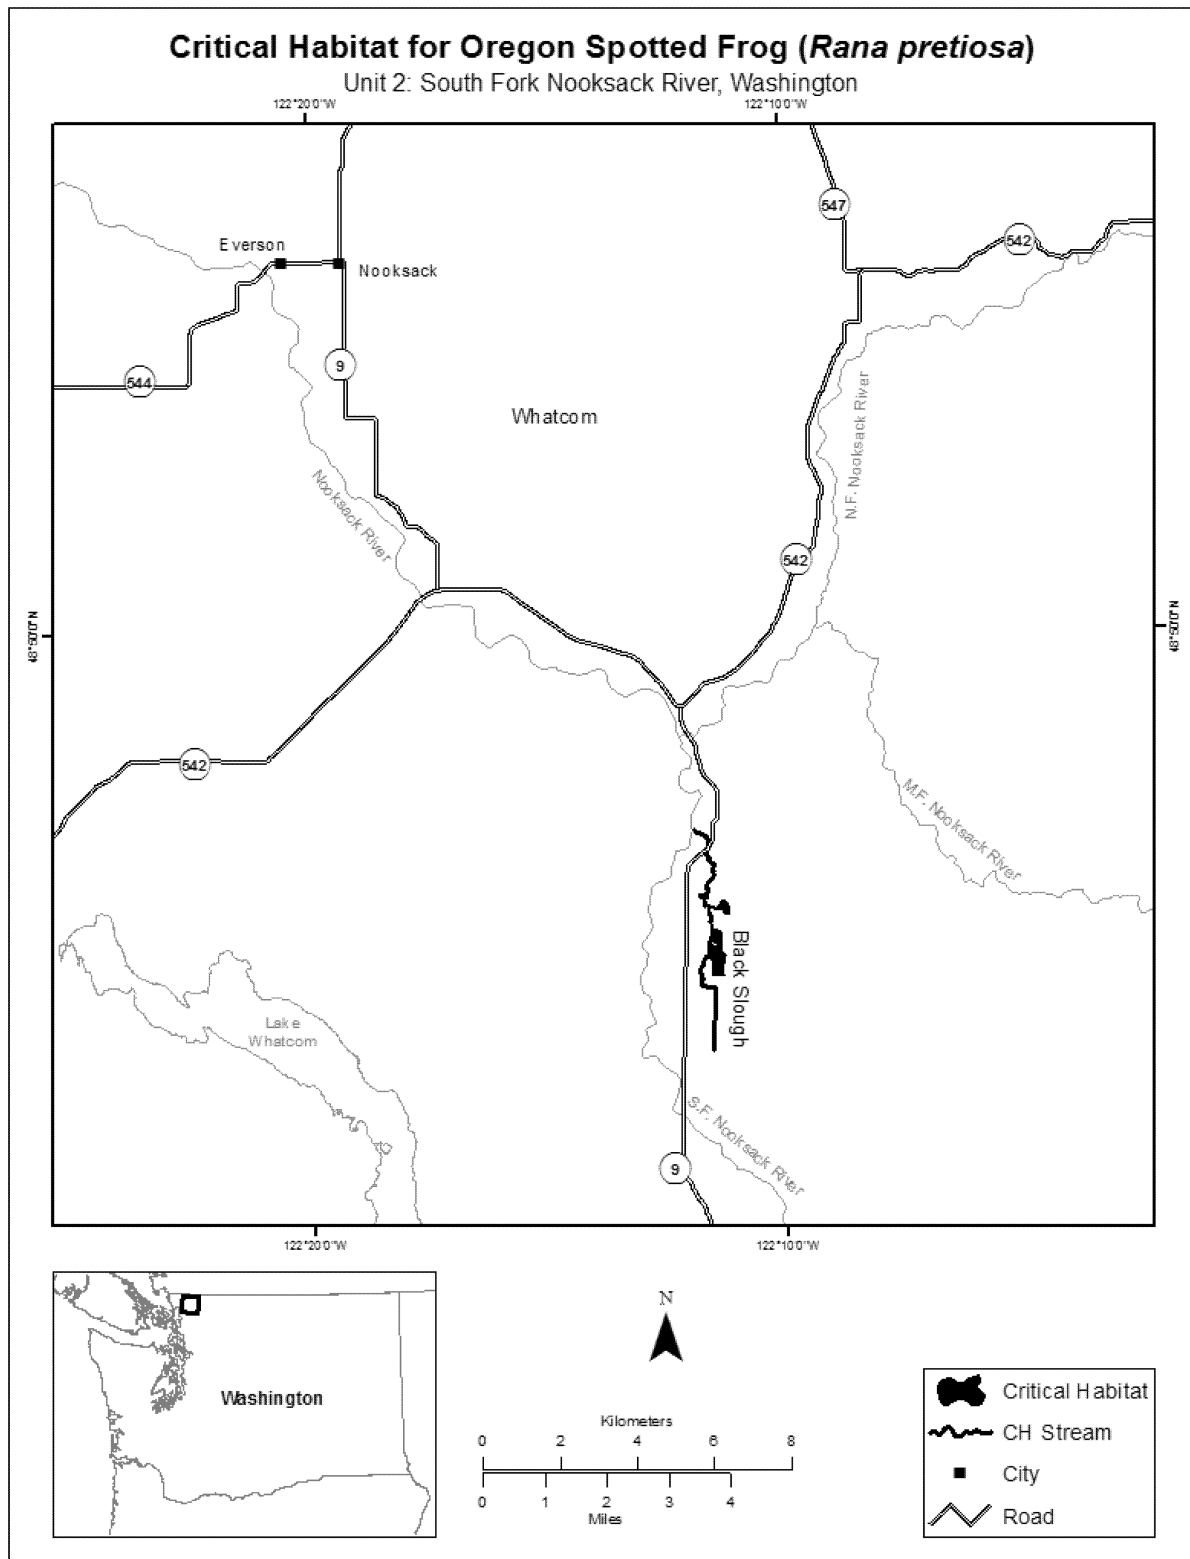 Critical Habitat for Oregon Spotted Frog (Rana pretiosa)
Unit 2: South Fork Nooksack River, Washington
122°20'0"W
122°10'0"W
547
542
Everson
Nooksack
9
544
Whatcom
N.F. Nooksack River
Nooksack River
542
48°50'0"N
48°50'0"N
542
M.F. Nooksack River
Black Slough
Lake
Whatcom
S.F. Nooksack River
9
122°20'0"W
122°10'0"W
Washington
N
Kilometers
0 2 4 6 8
0 1 2 3 4
Miles
Critical Habitat
CH Stream
City
Road